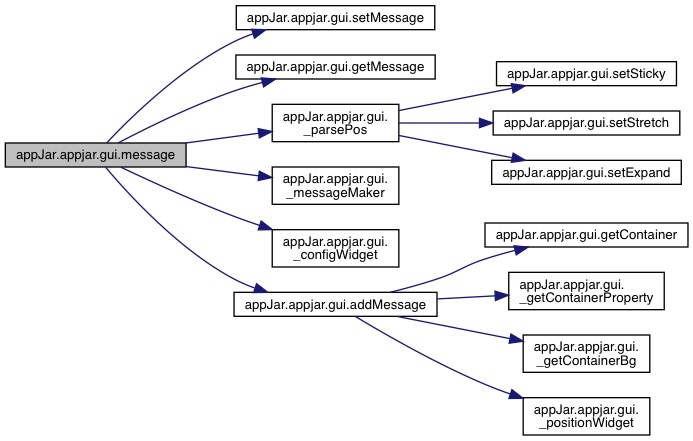 appJar.appjar.gui.message
appJar.appjar.gui.setMessage
appJar.appjar.gui.getMessage
appJar.appjar.gui.
_parsePos
appJar.appjar.gui.setSticky
appJar.appjar.gui.setStretch
appJar.appjar.gui.setExpand
appJar.appjar.gui.
_messageMaker
appJar.appjar.gui.
_configWidget
appJar.appjar.gui.addMessage
appJar.appjar.gui.getContainer
appJar.appjar.gui.
_getContainerProperty
appJar.appjar.gui.
_getContainerBg
appJar.appjar.gui.
_positionWidget